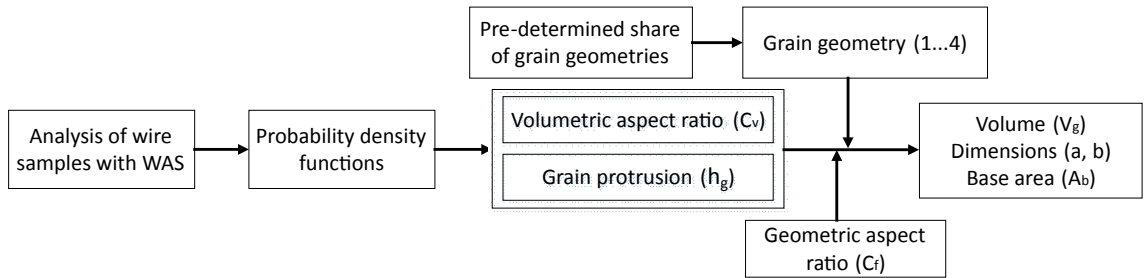 Pre-determined share
of grain geometries
Grain geometry (1...4)
Analysis of wire
samples with WAS
Probability density
functions
Volumetric aspect ratio (Cv)
Grain protrusion (hg)
Volume (Vg)
Dimensions (a, b)
Base area (Ab)
Geometric aspect
ratio (Cf)